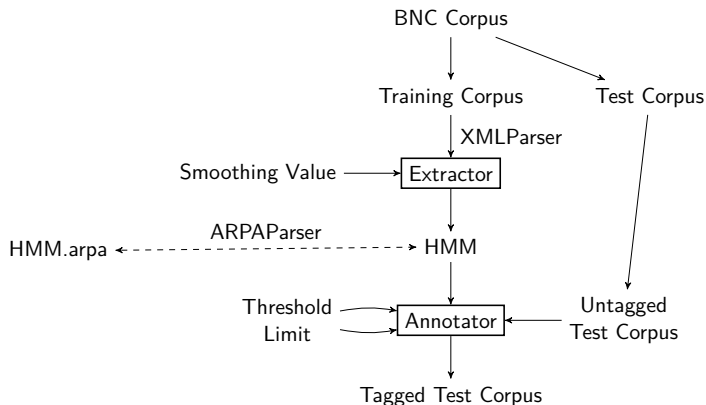 BNC Corpus
Training Corpus
Test Corpus
XMLParser
Smoothing Value
Extractor
ARPAParser
HMM.arpa
HMM
Threshold
Limit
Annotator
Untagged
Test Corpus
Tagged Test Corpus